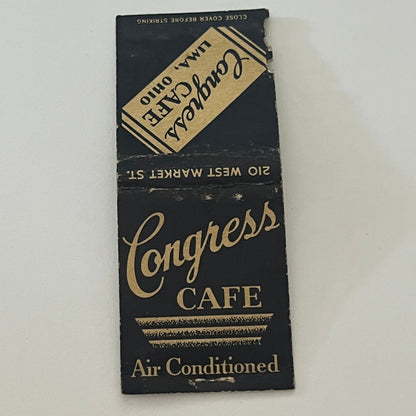 CLOSE COVER BEFORE STRIKING
Congress
CAFE
LIMA, OHIO
210 WEST MARKET ST.
Congress
CAFE
Air Conditioned